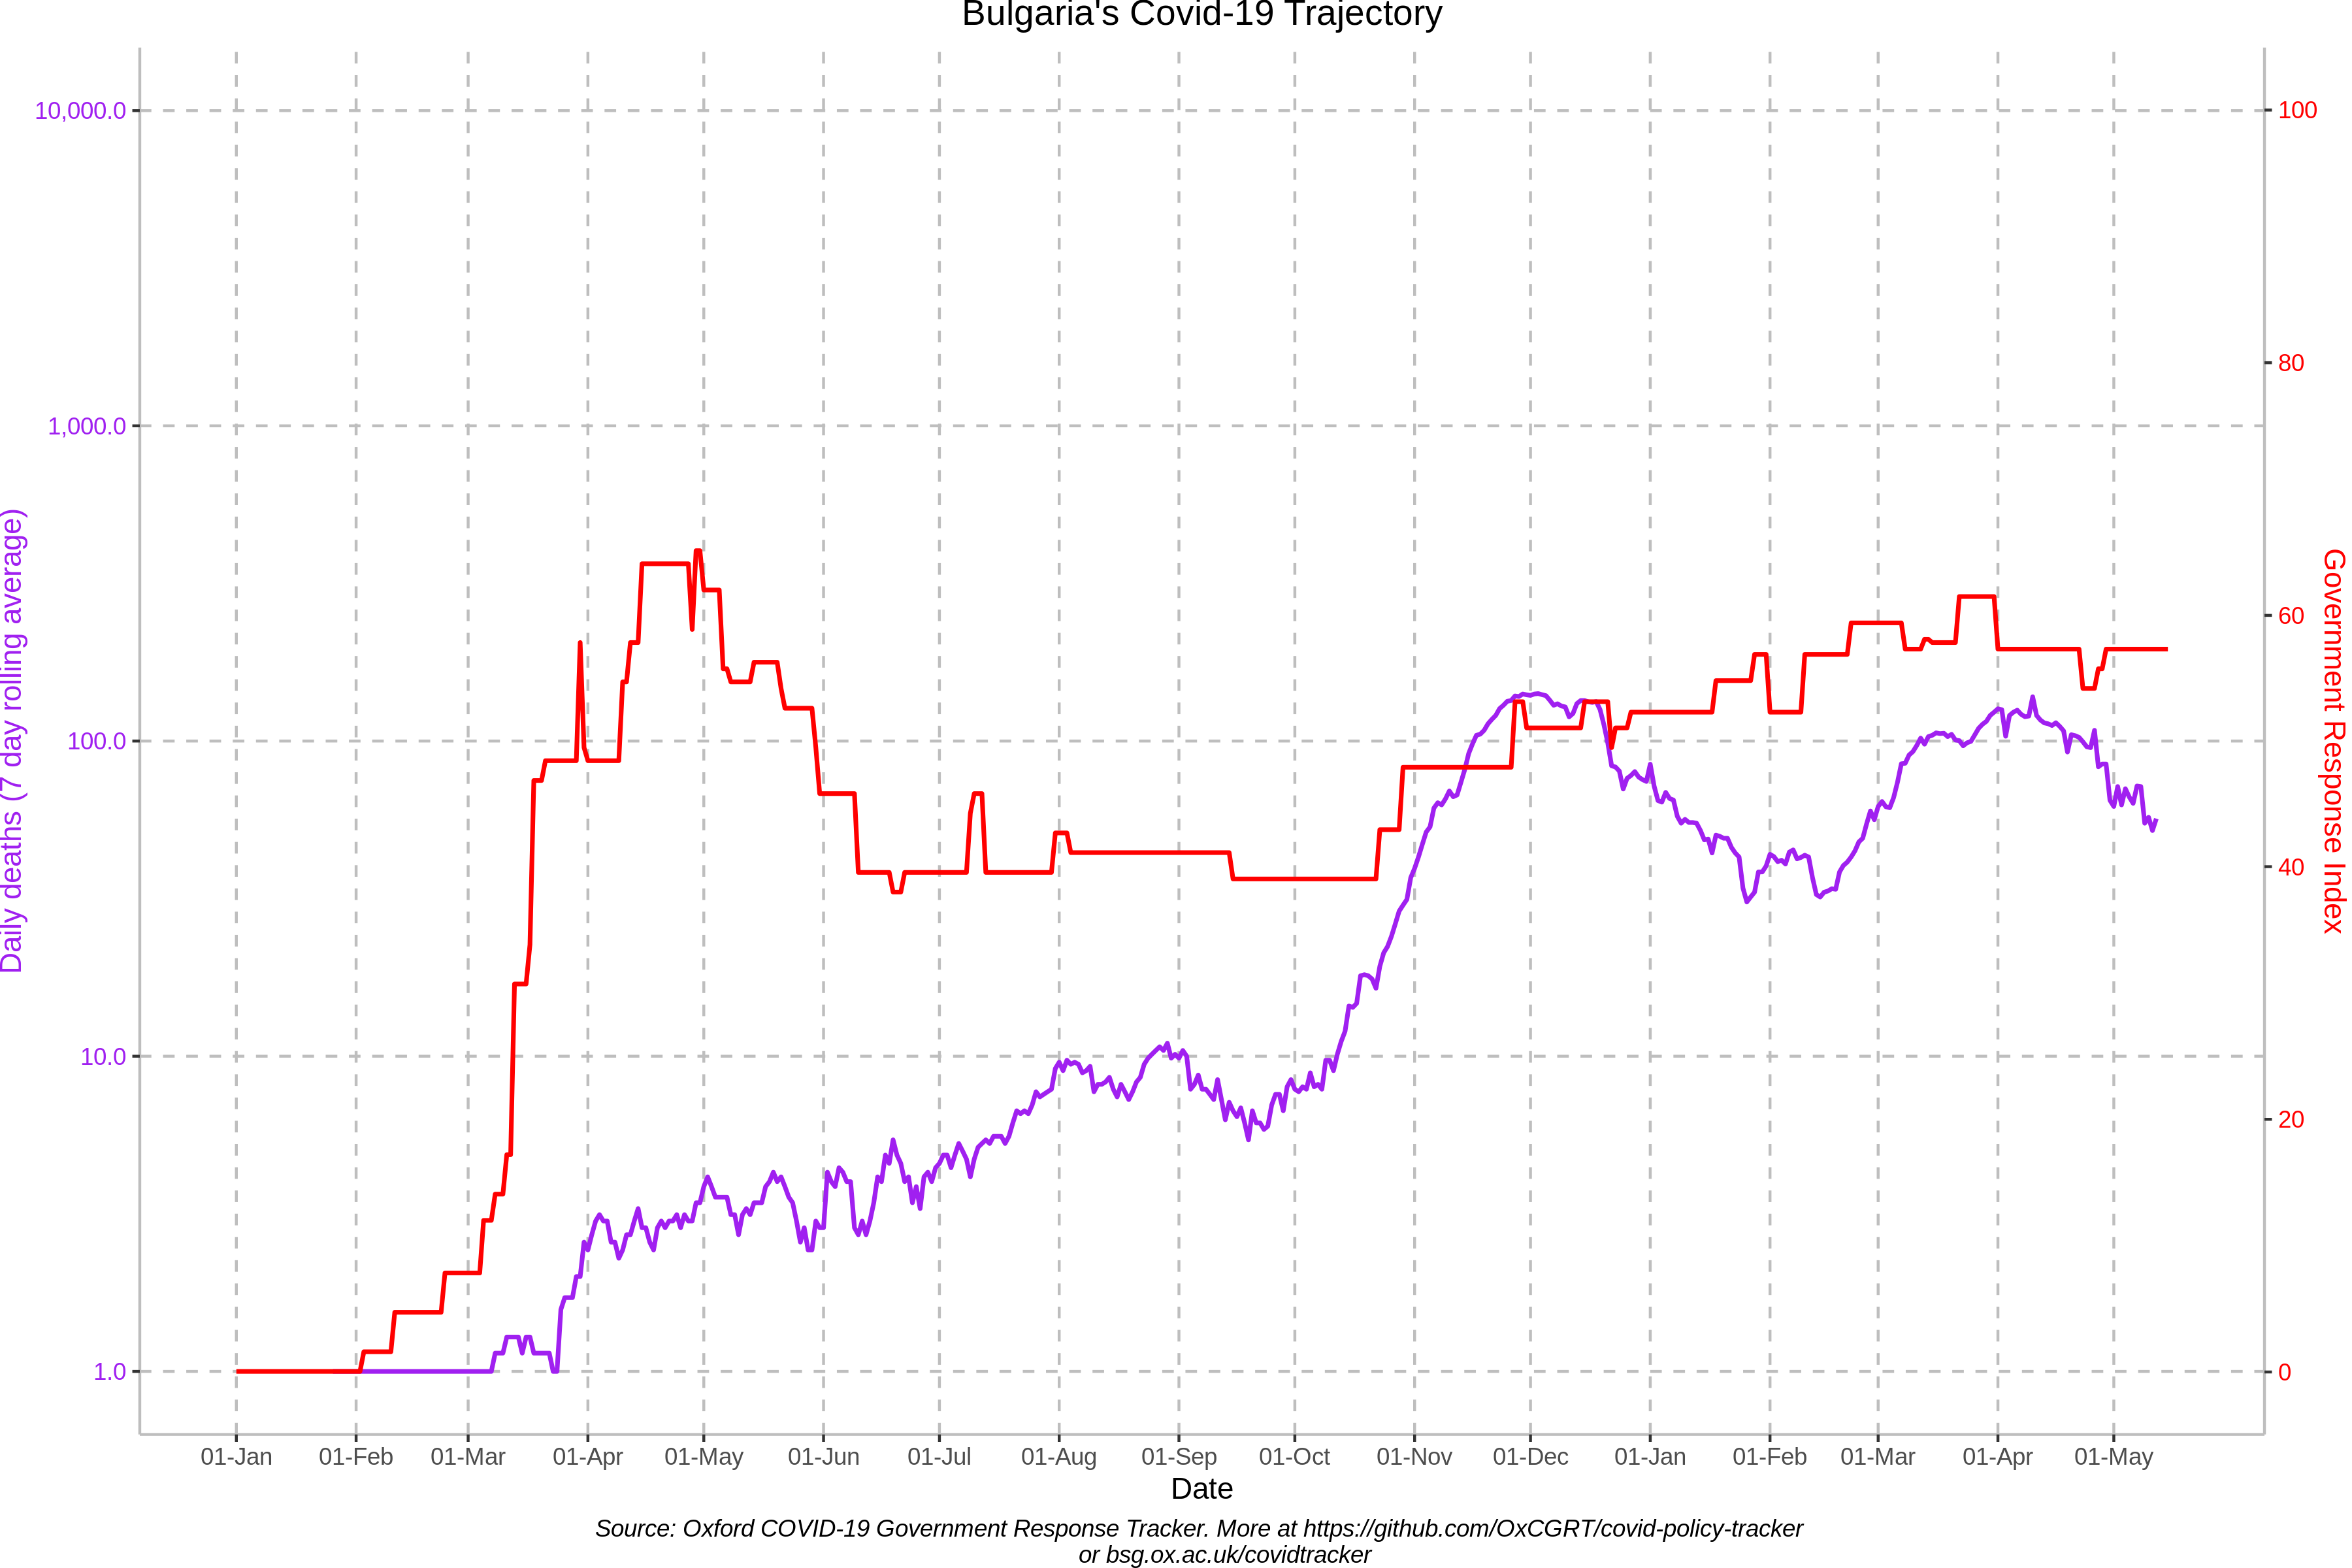 Bulgaria's Covid-19 Trajectory
10,000.0
1,000.0
100.0
10.0
1.0
Daily deaths (7 day rolling average)
100
80
60
40
20
0
Government Response Index
01-Jan 01-Feb 01-Mar 01-Apr 01-May 01-Jun 01-Jul 01-Aug 01-Sep 01-Oct 01-Nov 01-Dec 01-Jan 01-Feb 01-Mar 01-Apr 01-May
Date
Source: Oxford COVID-19 Government Response Tracker. More at https://github.com/OxCGRT/covid-policy-tracker
or bsg.ox.ac.uk/covidtracker